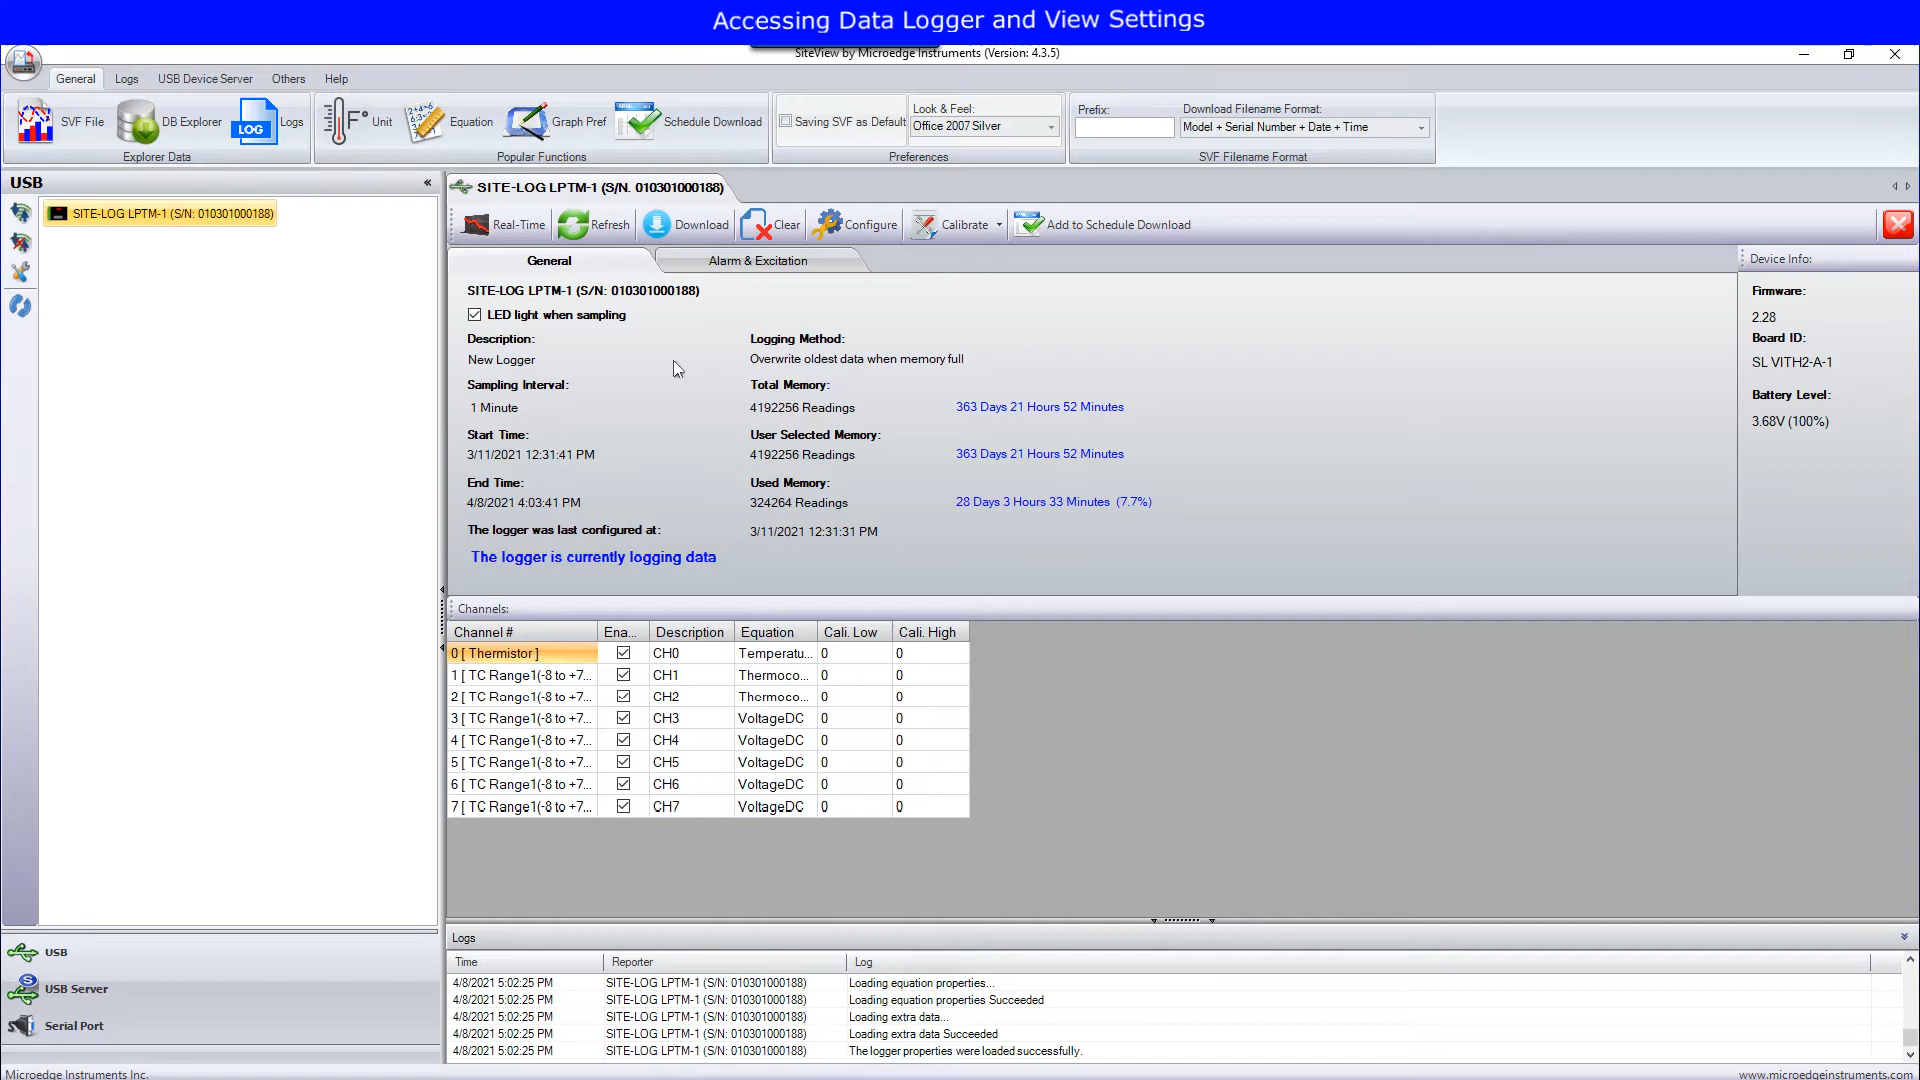 Accessing Data Logger and View Settings
SiteView by Microedge Instruments (Version: 4.3.5)
General Logs USB Device Server Others Help
SVF File DB Explorer LOG Logs F° Unit Equation Graph Pref Schedule Download Saving SVF as Default
Explorer Data Popular Functions
Look & Feel:
Office 2007 Silver
Preferences
Prefix: Download Filename Format:
Model + Serial Number + Date + Time
SVF Filename Format
USB «
SITE-LOG LPTM-1 (S/N: 010301000188)
USB
USB Server
Serial Port
SITE-LOG LPTM-1 (S/N. 010301000188)
Real-Time Refresh Download Clear Configure Calibrate Add to Schedule Download
General Alarm & Excitation
SITE-LOG LPTM-1 (S/N: 010301000188)
LED light when sampling
Description: Logging Method:
New Logger Overwrite oldest data when memory full
Sampling Interval: Total Memory:
1 Minute 4192256 Readings 363 Days 21 Hours 52 Minutes
Start Time: User Selected Memory:
3/11/2021 12:31:41 PM 4192256 Readings 363 Days 21 Hours 52 Minutes
End Time: Used Memory:
4/8/2021 4:03:41 PM 324264 Readings 28 Days 3 Hours 33 Minutes (7.7%)
The logger was last configured at: 3/11/2021 12:31:31 PM
The logger is currently logging data
Device Info:
Firmware:
2.28
Board ID:
SL VITH2-A-1
Battery Level:
3.68V (100%)
Channels:
Channel # Ena... Description Equation Cali. Low Cali. High
0 [ Thermistor ] CH0 Temperatu... 0 0
1 [ TC Range1(-8 to +7... CH1 Thermoco... 0 0
2 [ TC Range1(-8 to +7... CH2 Thermoco... 0 0
3 [ TC Range1(-8 to +7... CH3 VoltageDC 0 0
4 [ TC Range1(-8 to +7... CH4 VoltageDC 0 0
5 [ TC Range1(-8 to +7... CH5 VoltageDC 0 0
6 [ TC Range1(-8 to +7... CH6 VoltageDC 0 0
7 [ TC Range1(-8 to +7... CH7 VoltageDC 0 0
Logs
Time Reporter Log
4/8/2021 5:02:25 PM SITE-LOG LPTM-1 (S/N: 010301000188) Loading equation properties...
4/8/2021 5:02:25 PM SITE-LOG LPTM-1 (S/N: 010301000188) Loading equation properties Succeeded
4/8/2021 5:02:25 PM SITE-LOG LPTM-1 (S/N: 010301000188) Loading extra data...
4/8/2021 5:02:25 PM SITE-LOG LPTM-1 (S/N: 010301000188) Loading extra data Succeeded
4/8/2021 5:02:25 PM SITE-LOG LPTM-1 (S/N: 010301000188) The logger properties were loaded successfully.
Microedge Instruments Inc. www.microedgeinstruments.com